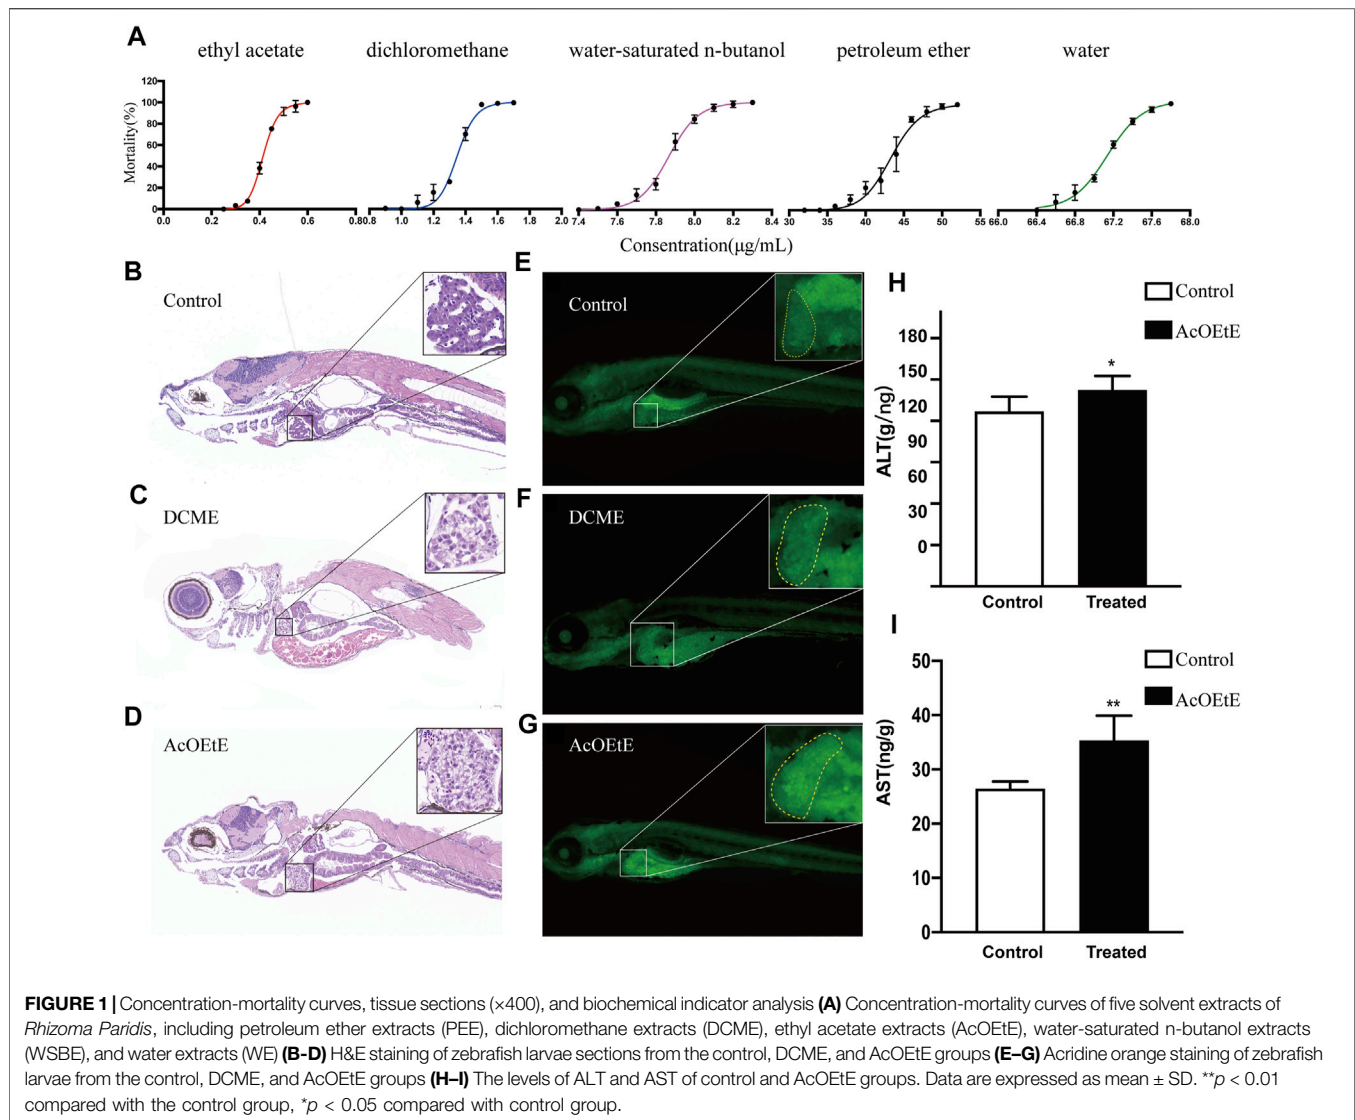 A
ethyl acetate dichloromethane water-saturated n-butanol petroleum ether water
Mortality(%)
120
100
80
60
40
20
0
0.0 0.2 0.4 0.6 0.8 0.8 1.0 1.2 1.4 1.6 1.8 2.0 7.4 7.6 7.8 8.0 8.2 8.4 30 35 40 45 50 55 66.0 66.4 66.8 67.2 67.6 68.0
Consentration(μg/mL)
B
Control
C
DCME
D
AcOEtE
E
Control
F
DCME
G
AcOEtE
H
Control
AcOEtE
ALT(g/ng)
180
150
120
90
60
30
0
*
Control Treated
I
Control
AcOEtE
AST(ng/g)
50
40
30
20
10
0
**
Control Treated
FIGURE 1 | Concentration-mortality curves, tissue sections (×400), and biochemical indicator analysis (A) Concentration-mortality curves of five solvent extracts of
Rhizoma Paridis, including petroleum ether extracts (PEE), dichloromethane extracts (DCME), ethyl acetate extracts (AcOEtE), water-saturated n-butanol extracts
(WSBE), and water extracts (WE) (B-D) H&E staining of zebrafish larvae sections from the control, DCME, and AcOEtE groups (E–G) Acridine orange staining of zebrafish
larvae from the control, DCME, and AcOEtE groups (H–I) The levels of ALT and AST of control and AcOEtE groups. Data are expressed as mean ± SD. **p < 0.01
compared with the control group, *p < 0.05 compared with control group.